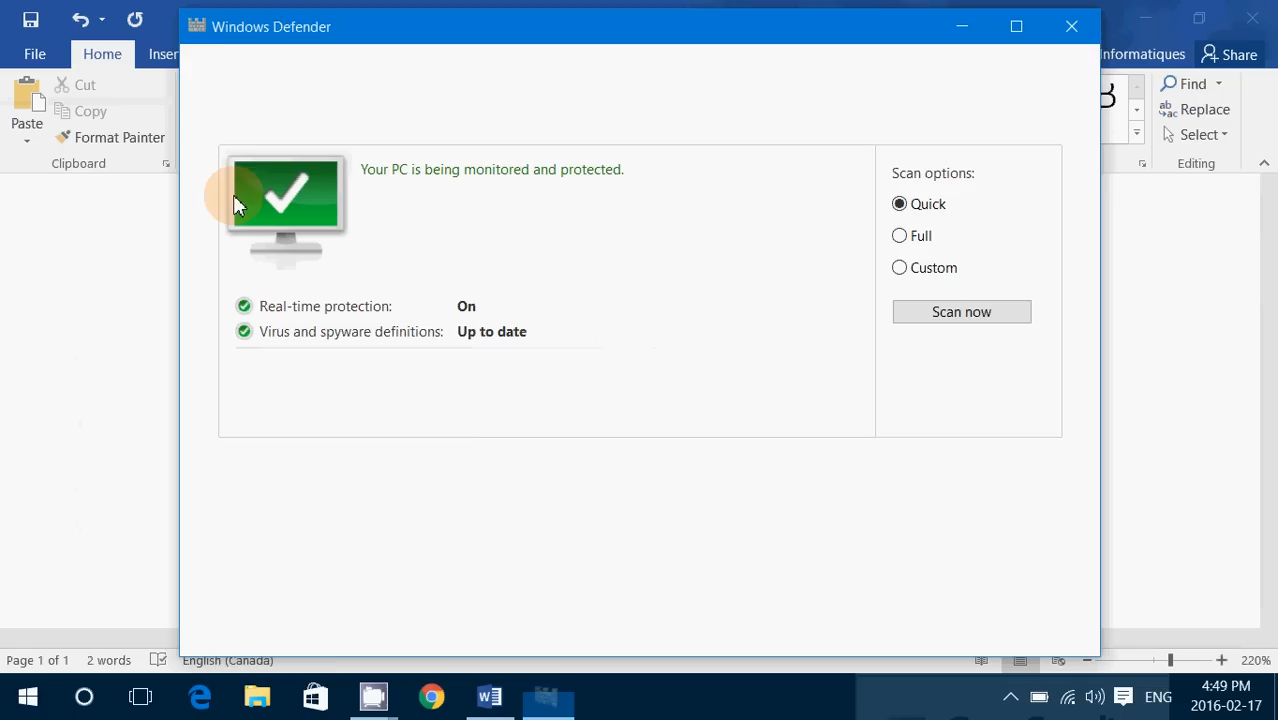 Windows Defender
File
Home
Inser
Informatiques
Share
Paste
Cut
Copy
Format Painter
Clipboard
Find
Replace
Select
Editing
Your PC is being monitored and protected.
Real-time protection: On
Virus and spyware definitions: Up to date
Scan options:
Quick
Full
Custom
Scan now
Page 1 of 1 2 words English (Canada) 220%
ENG
4:49 PM
2016-02-17